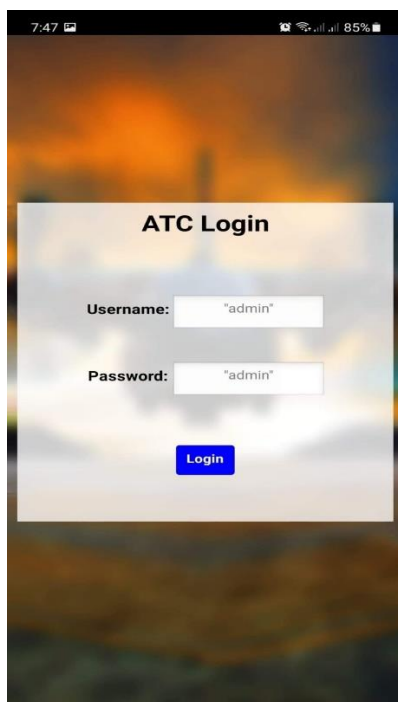 7:47 85%
ATC Login
Username: "admin"
Password: "admin"
Login